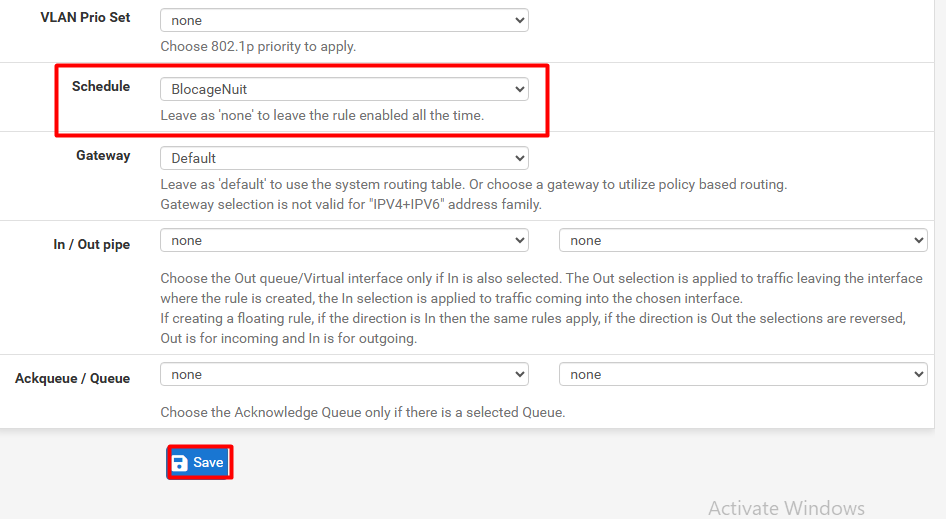 VLAN Prio Set
none
Choose 802.1p priority to apply.
Schedule
BlocageNuit
Leave as 'none' to leave the rule enabled all the time.
Gateway
Default
Leave as 'default' to use the system routing table. Or choose a gateway to utilize policy based routing.
Gateway selection is not valid for "IPV4+IPV6" address family.
In / Out pipe
none
none
Choose the Out queue/Virtual interface only if In is also selected. The Out selection is applied to traffic leaving the interface
where the rule is created, the In selection is applied to traffic coming into the chosen interface.
If creating a floating rule, if the direction is In then the same rules apply, if the direction is Out the selections are reversed,
Out is for incoming and In is for outgoing.
Ackqueue / Queue
none
none
Choose the Acknowledge Queue only if there is a selected Queue.
Save
Activate Windows